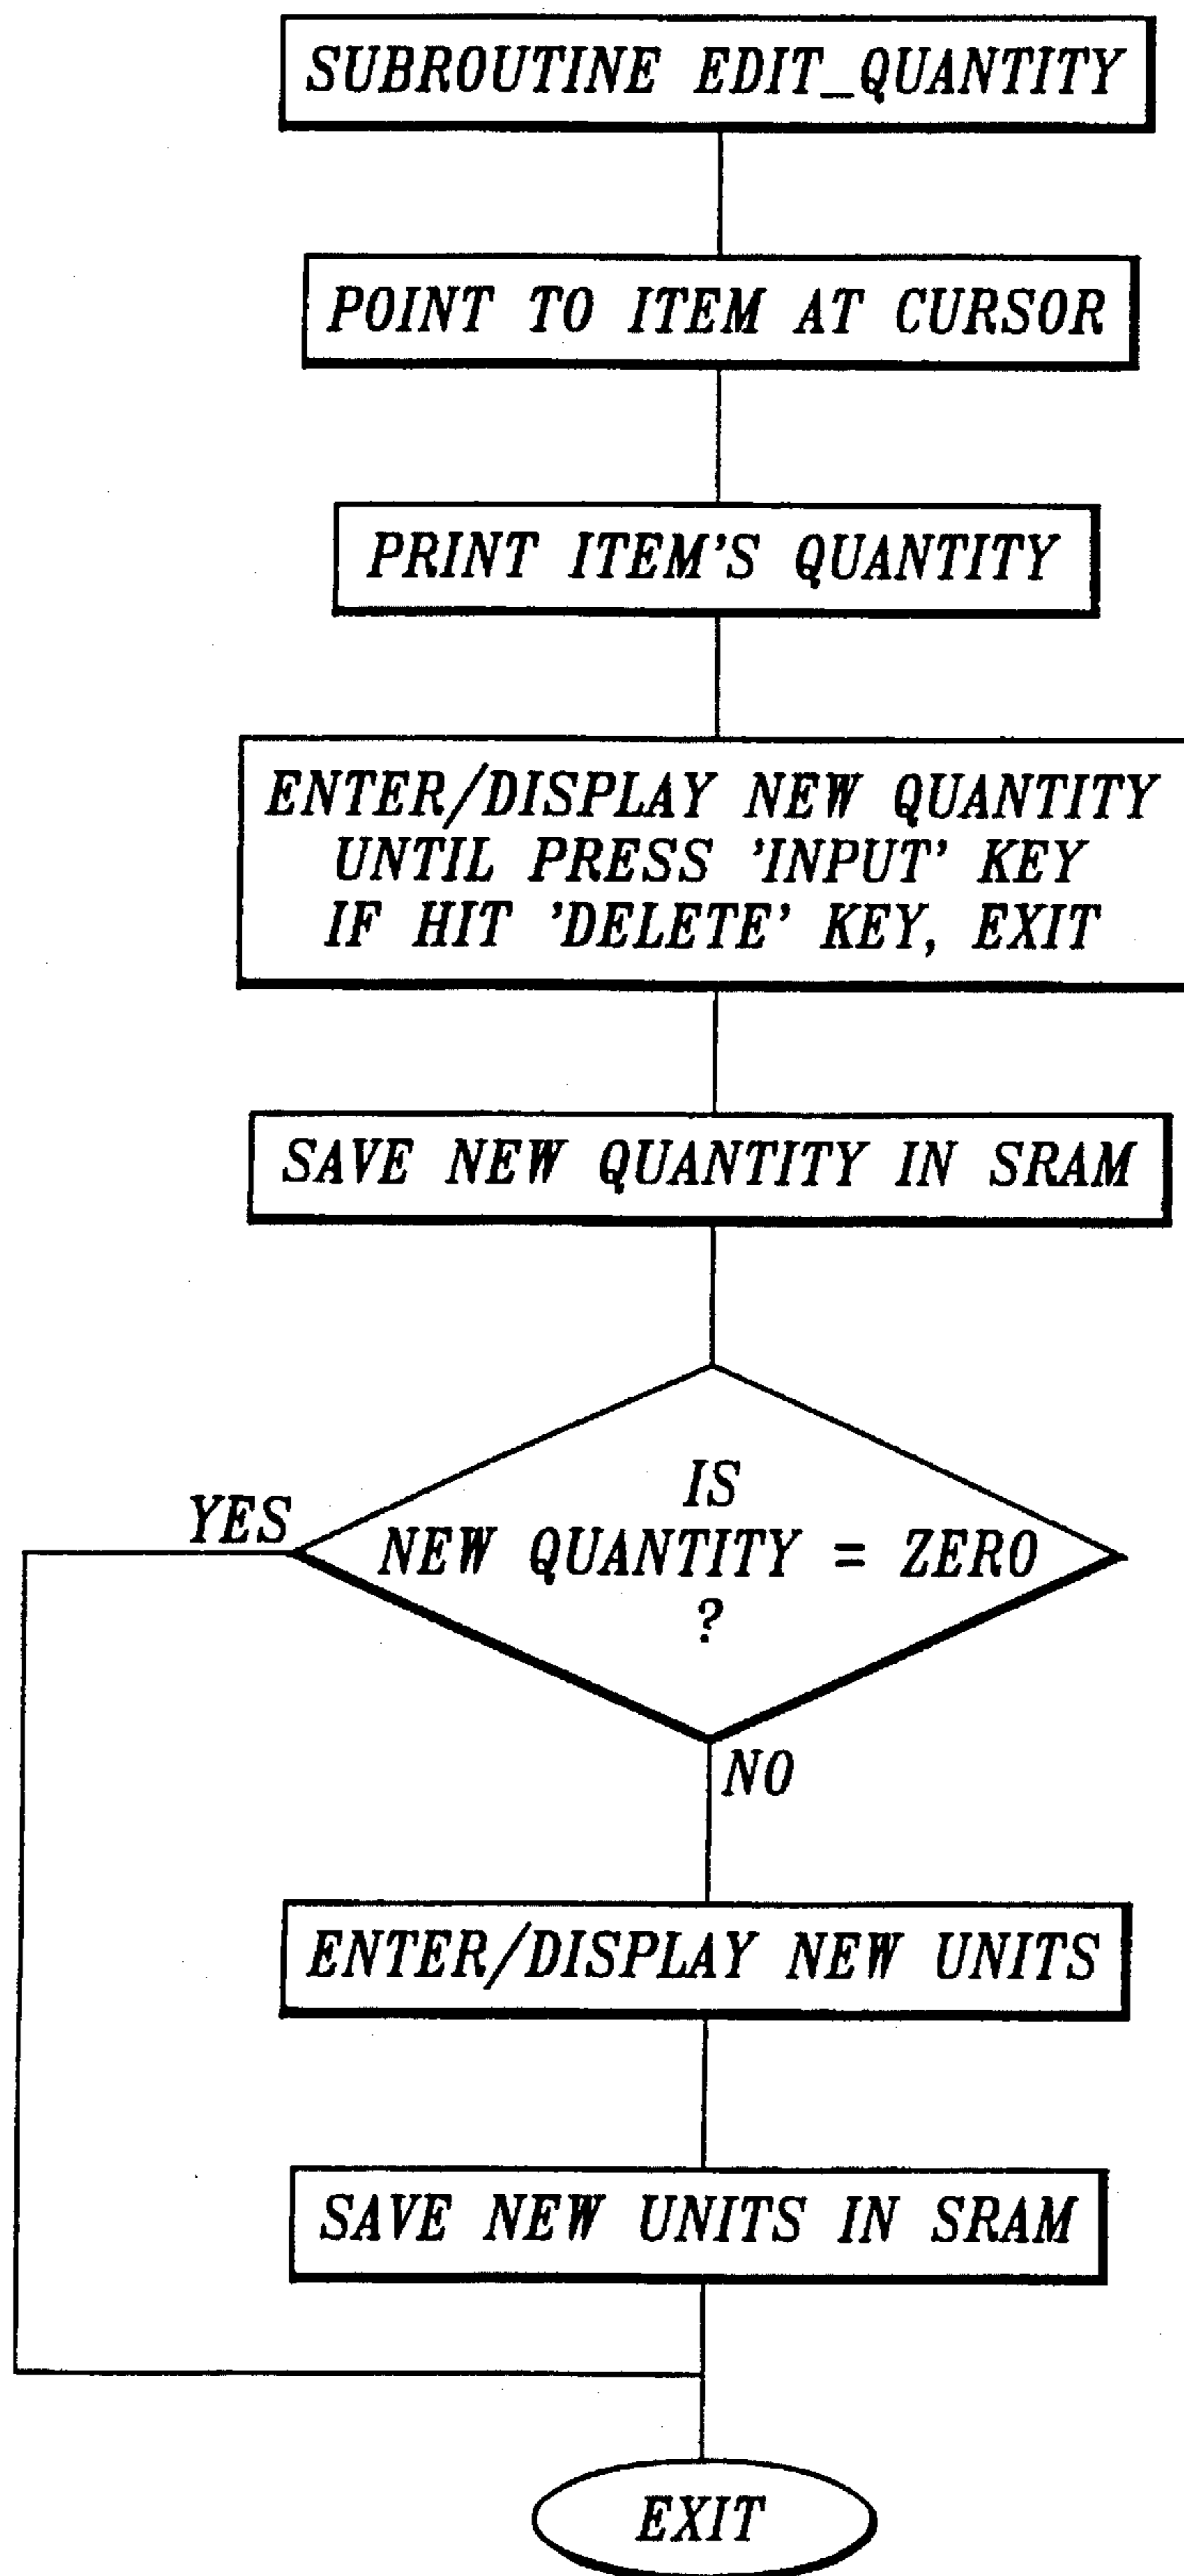 SUBROUTINE EDIT_QUANTITY
POINT TO ITEM AT CURSOR
PRINT ITEM'S QUANTITY
ENTER/DISPLAY NEW QUANTITY
UNTIL PRESS 'INPUT' KEY
IF HIT 'DELETE' KEY, EXIT
SAVE NEW QUANTITY IN SRAM
IS
NEW QUANTITY = ZERO
?
YES
NO
ENTER/DISPLAY NEW UNITS
SAVE NEW UNITS IN SRAM
EXIT